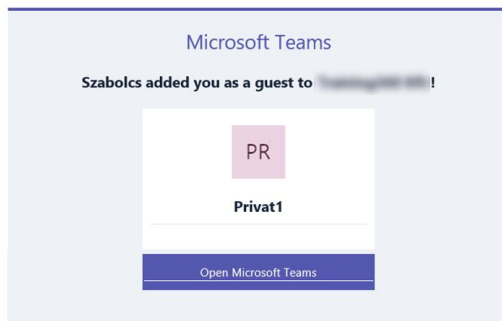 Microsoft Teams
Szabolcs added you as a guest to !
PR
Privat1
Open Microsoft Teams